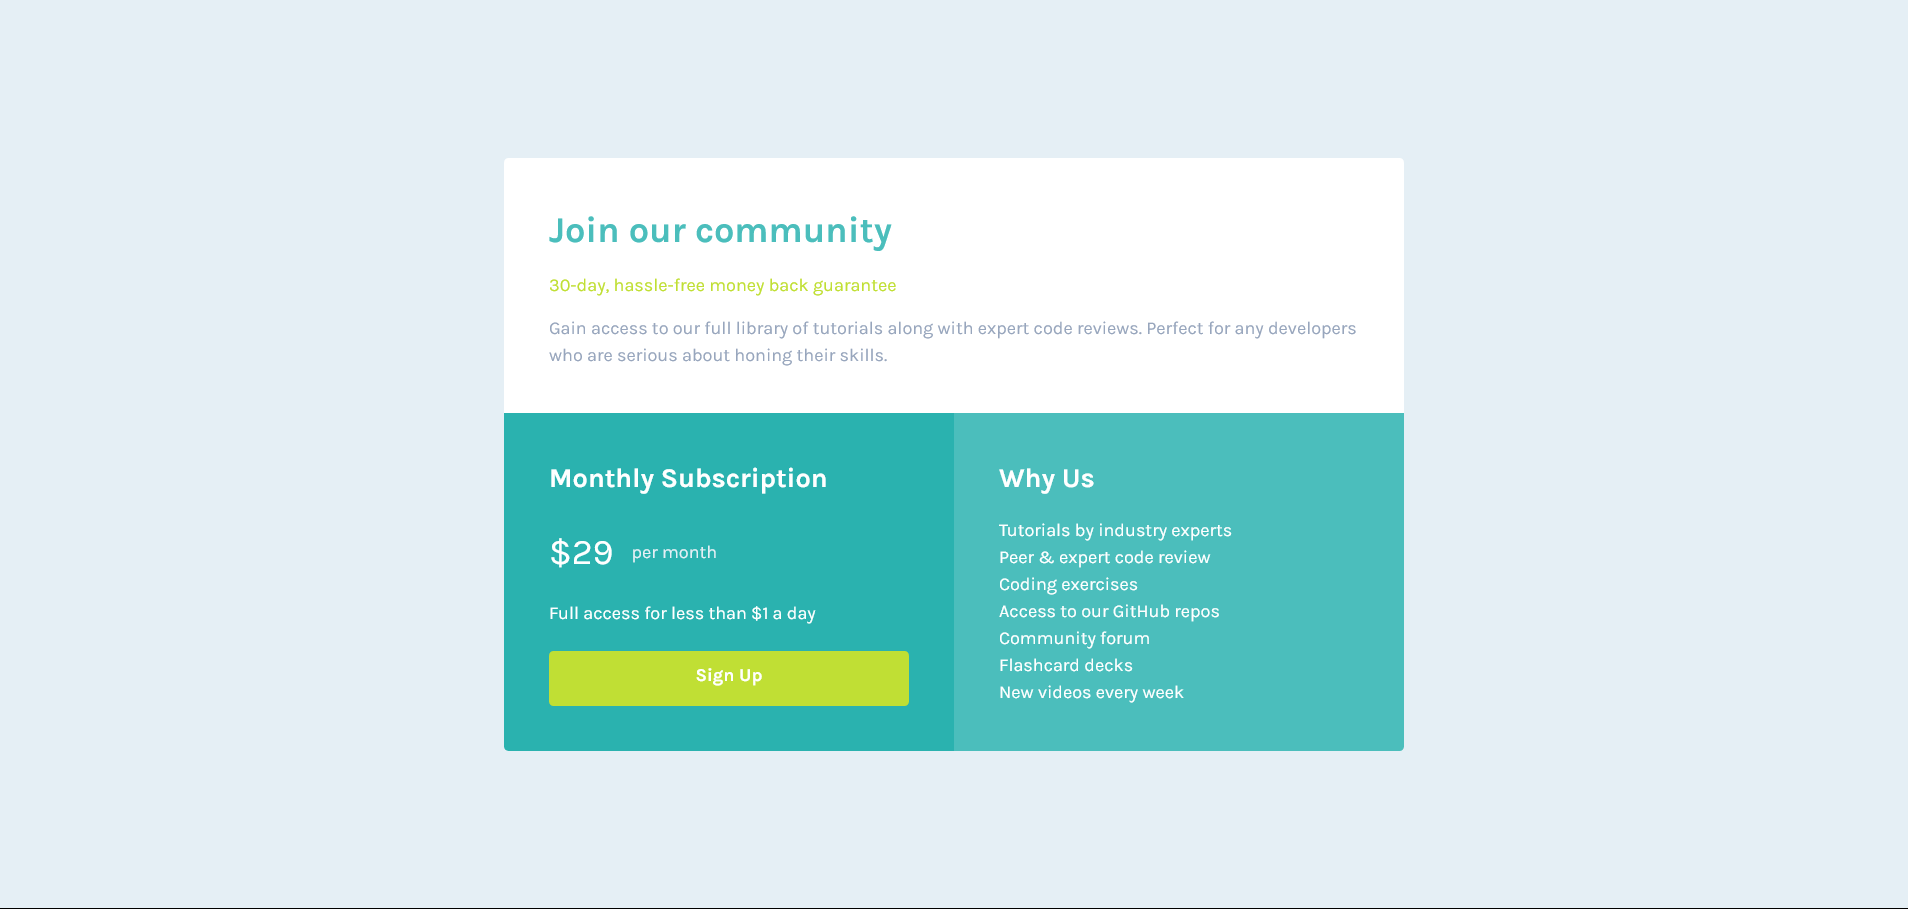 Join our community
30-day, hassle-free money back guarantee
Gain access to our full library of tutorials along with expert code reviews. Perfect for any developers
who are serious about honing their skills.
Monthly Subscription
$29 per month
Full access for less than $1 a day
Sign Up
Why Us
Tutorials by industry experts
Peer & expert code review
Coding exercises
Access to our GitHub repos
Community forum
Flashcard decks
New videos every week